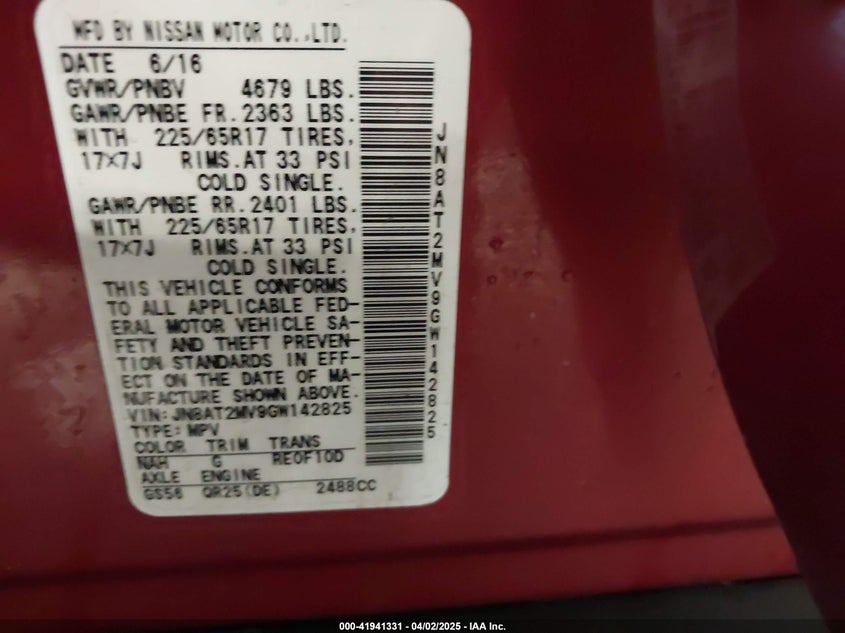 MFD BY NISSAN MOTOR CO.,LTD.
DATE 6/16
GVWR/PNBV 4679 LBS.
GAWR/PNBE FR.2363 LBS.
WITH 225/65R17 TIRES,
17×7J RIMS.AT 33 PSI
COLD SINGLE.
GAWR/PNBE RR.2401 LBS.
WITH 225/65R17 TIRES,
17×7J RIMS.AT 33 PSI
COLD SINGLE.
THIS VEHICLE CONFORMS
TO ALL APPLICABLE FED-
ERAL MOTOR VEHICLE SA-
FETY AND THEFT PREVEN-
TION STANDARDS IN EFF-
ECT ON THE DATE OF MA-
NUFACTURE SHOWN ABOVE.
VIN:JN8AT2MV9GW142825
TYPE:MPV
COLOR TRIM TRANS
NAH G RE0F10D
AXLE ENGINE
GS56 QR25(DE) 2488CC
JN8AT2MV9GW142825
000-41941331 - 04/02/2025 - IAA Inc.